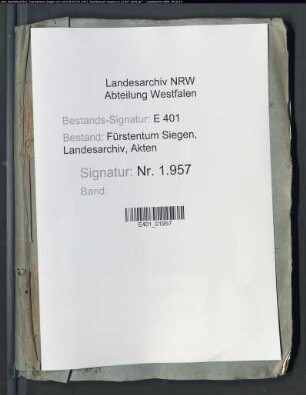 Landesarchiv NRW
Abteilung Westfalen
Bestands-Signatur: E 401
Bestand: Fürstentum Siegen,
Landesarchiv, Akten
Signatur: Nr. 1.957
Band:
E401_01957